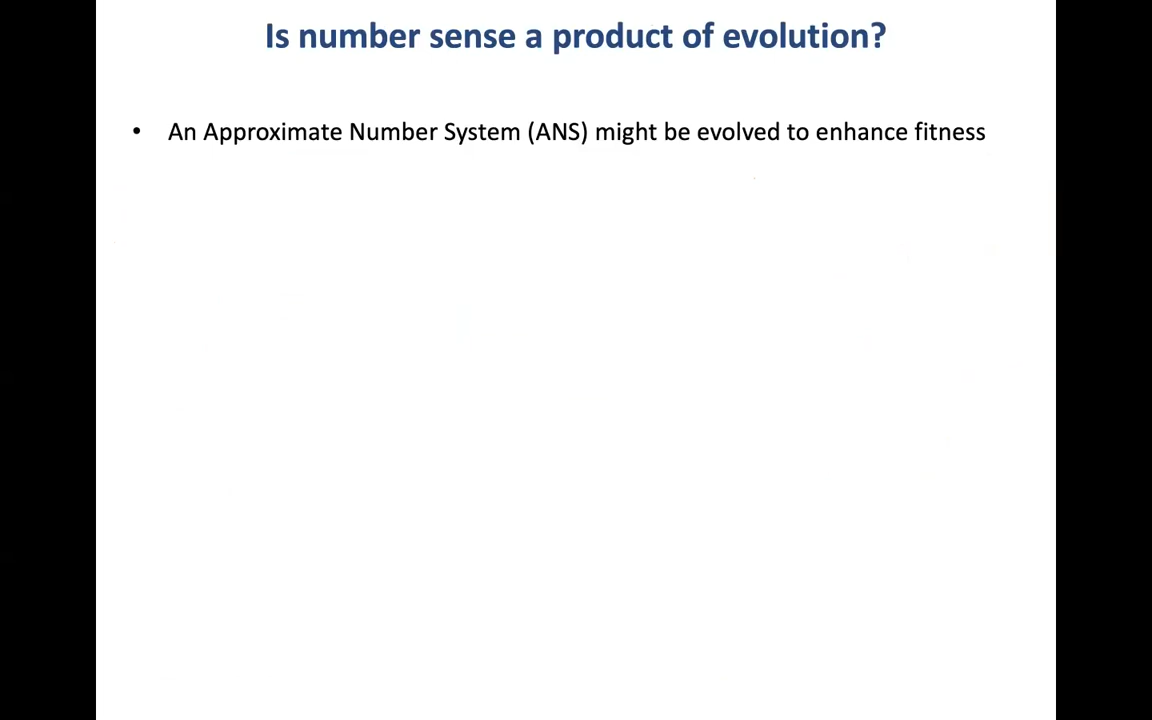 Is number sense a product of evolution?
• An Approximate Number System (ANS) might be evolved to enhance fitness